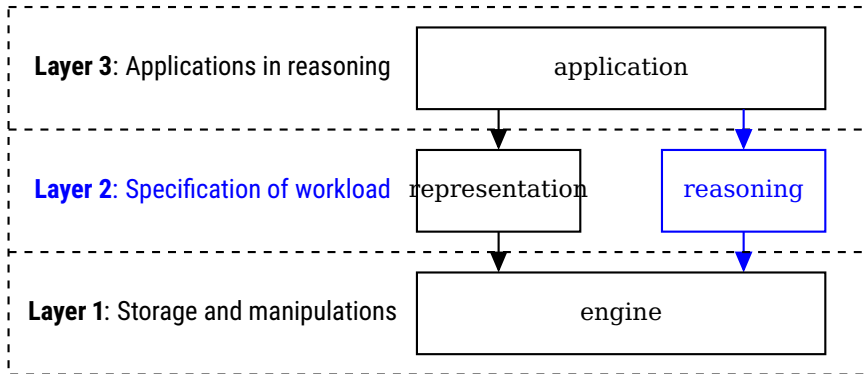 Layer 3: Applications in reasoning
application
Layer 2: Specification of workload
representation
reasoning
Layer 1: Storage and manipulations
engine